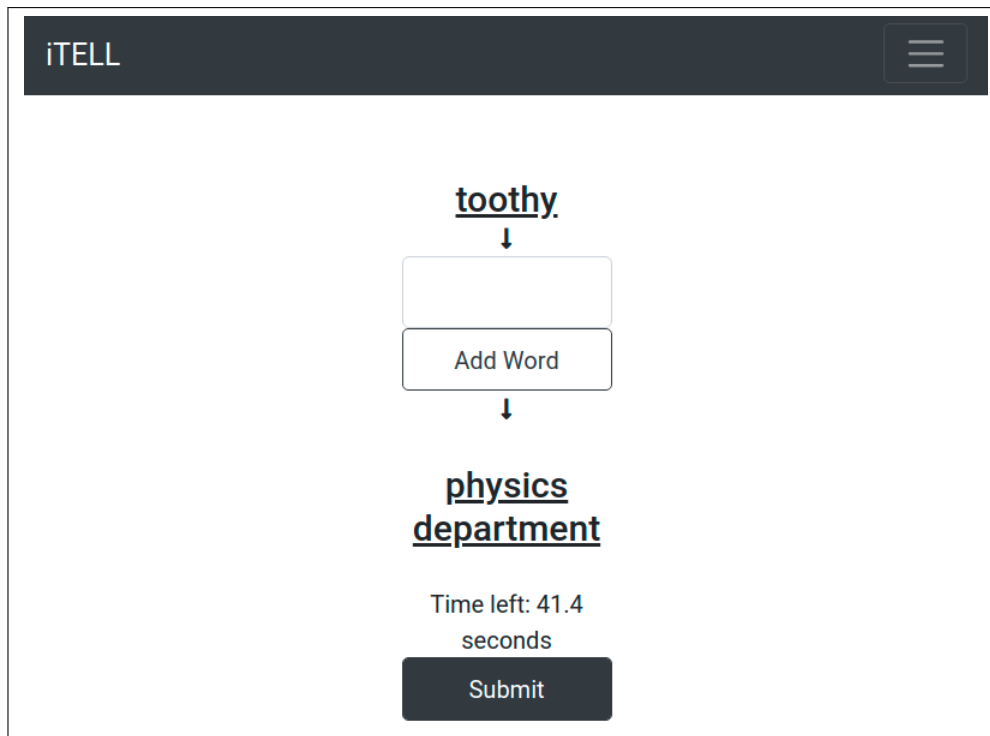 iTELL
toothy
Add Word
physics
department
Time left: 41.4
seconds
Submit